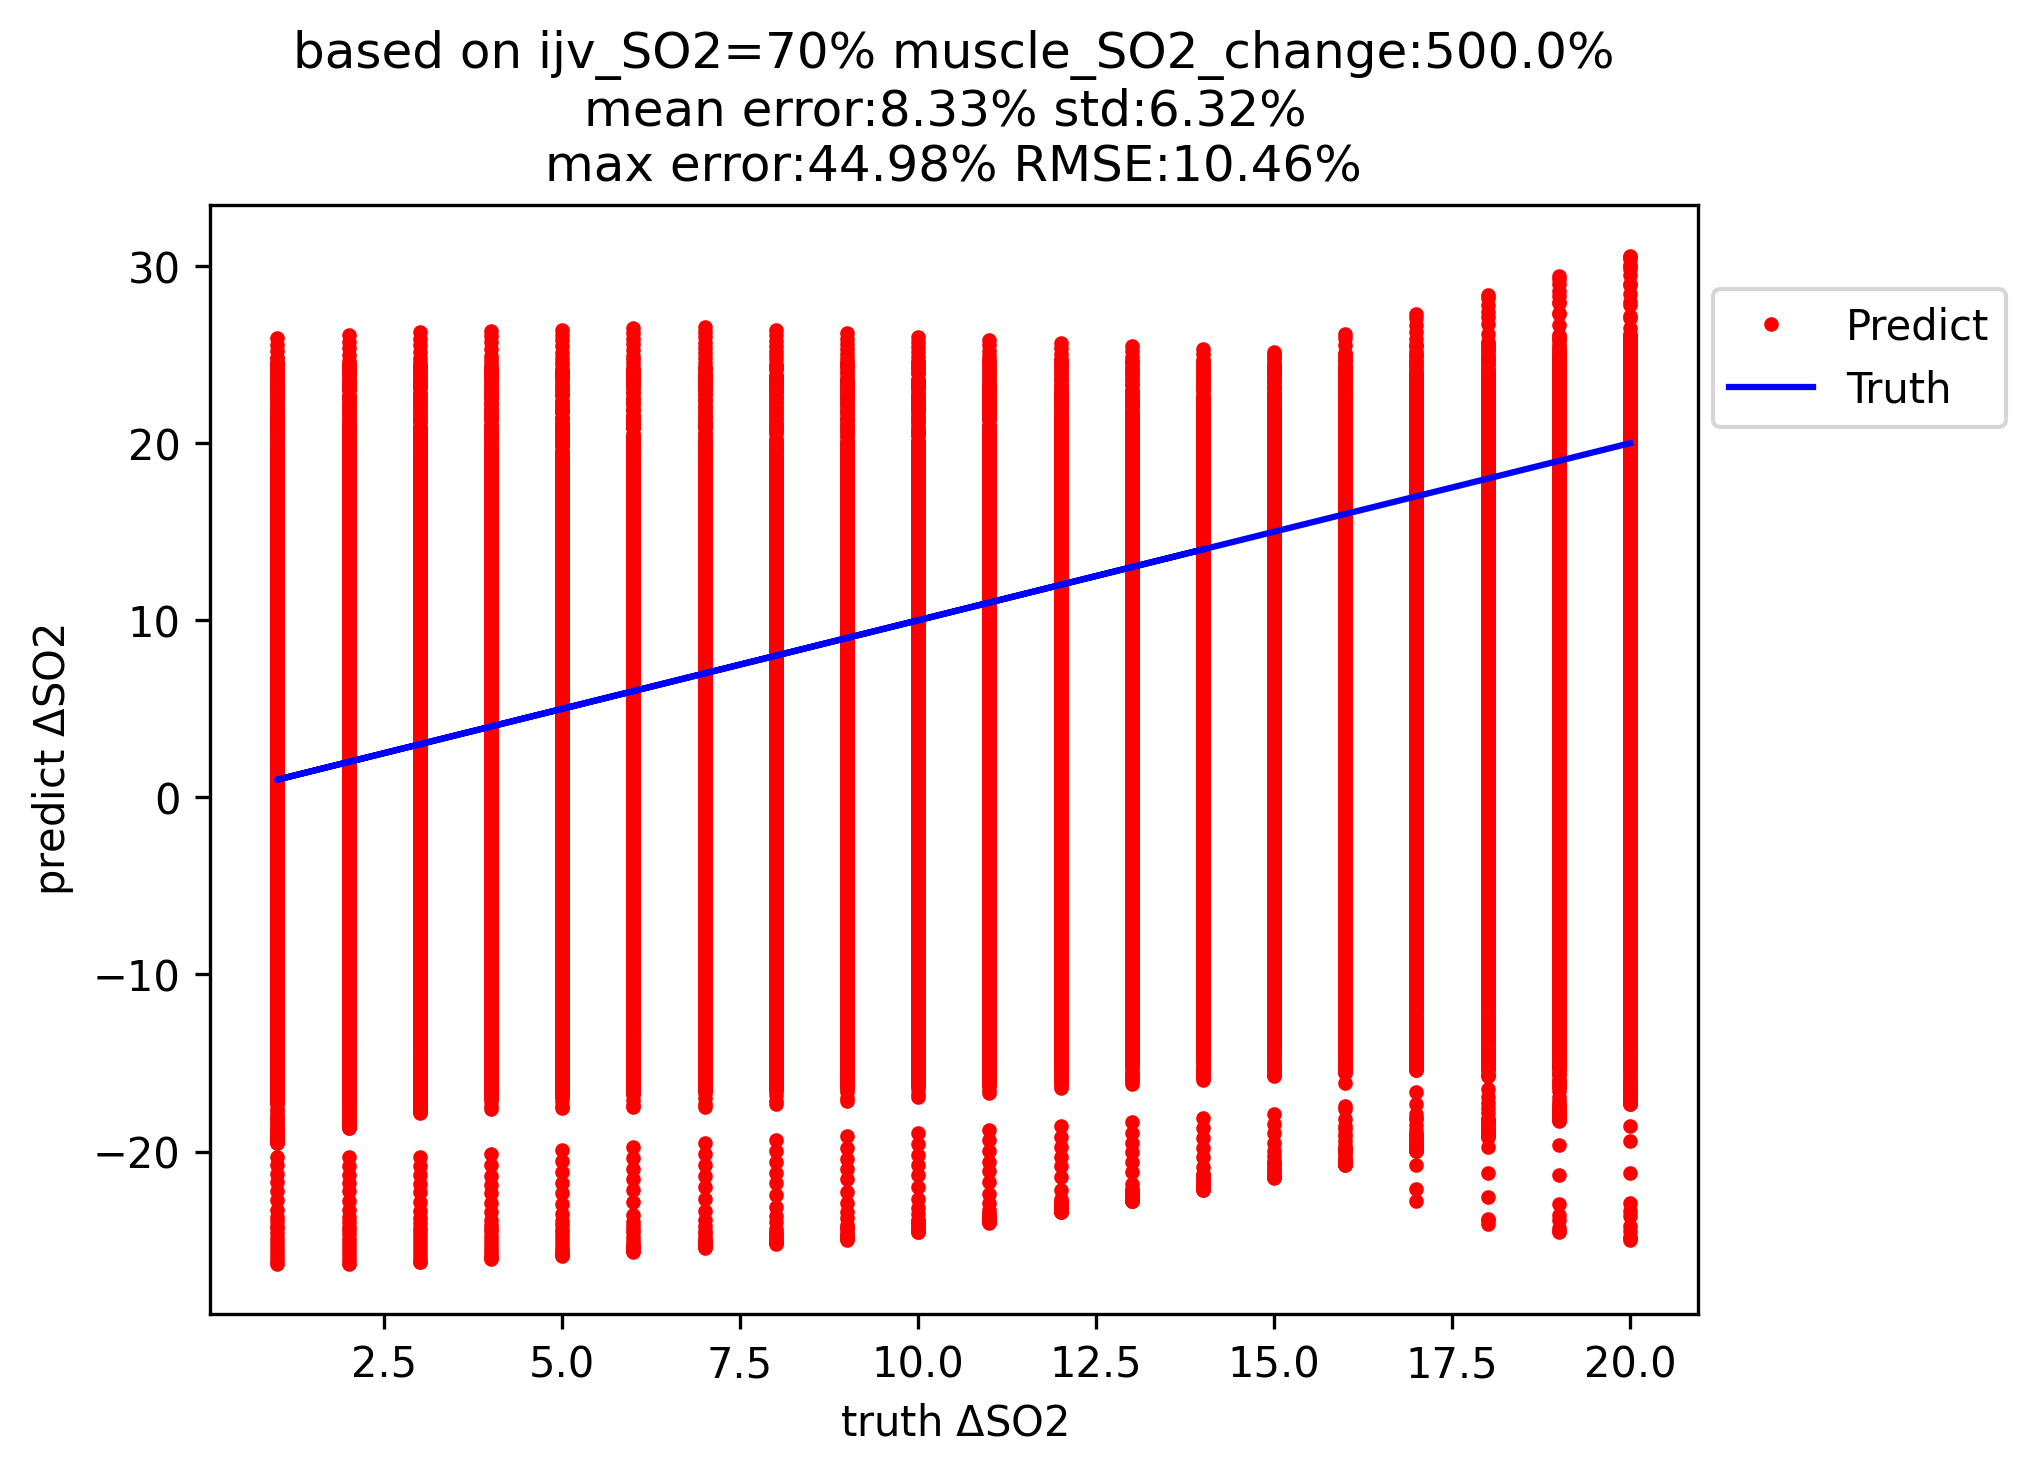 based on ijv_SO2=70% muscle_SO2_change:500.0%
mean error:8.33% std:6.32%
max error:44.98% RMSE:10.46%
30
20
10
0
−10
−20
predict ΔSO2
2.5
5.0
7.5
10.0
12.5
15.0
17.5
20.0
truth ΔSO2
Predict
Truth